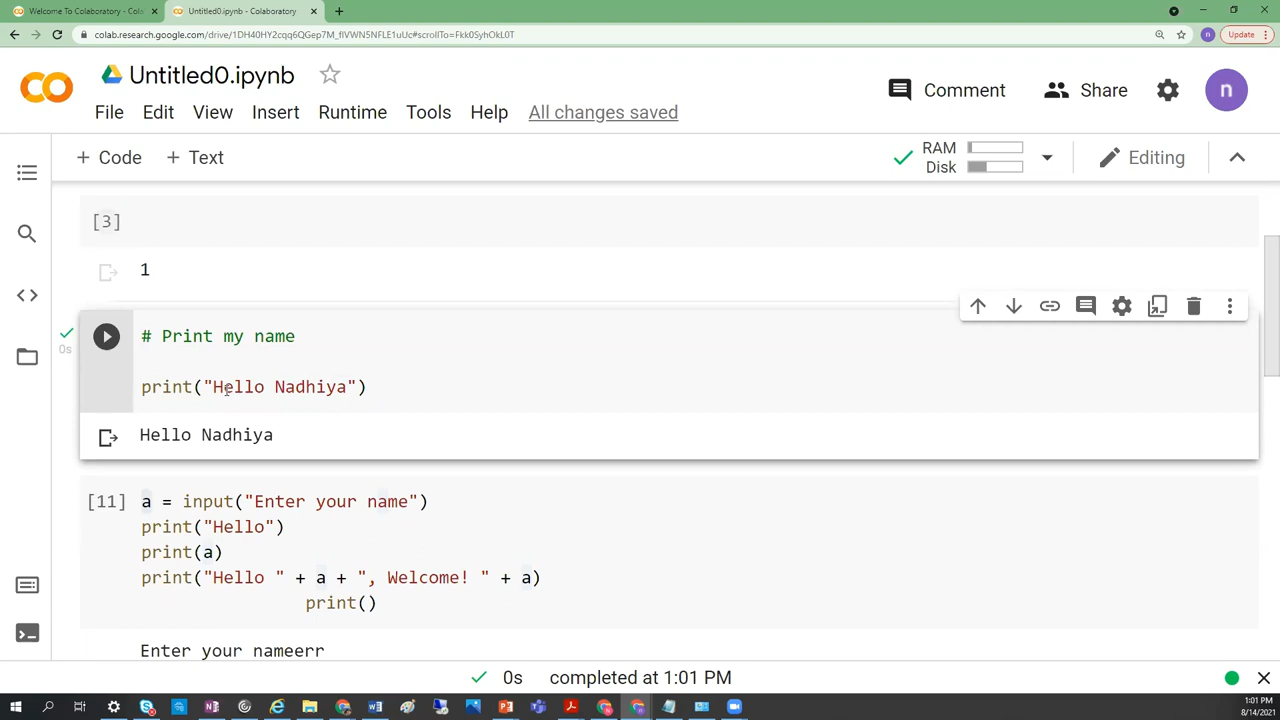 Welcome To Colaboratory - Colab
Untitled0.ipynb - Colaboratory
colab.research.google.com/drive/1DH40HY2cqq6QGep7M_fIVWN5NFLE1uUc#scrollTo=Fkk0SyhOkL0T
n
Update
Untitled0.ipynb
Comment
Share
n
File Edit View Insert Runtime Tools Help All changes saved
+ Code + Text
RAM
Disk
Editing
[3]
1
# Print my name
0s
print("Hello Nadhiya")
Hello Nadhiya
[11] a = input("Enter your name")
print("Hello")
print(a)
print("Hello " + a + ", Welcome! " + a)
print()
Enter your nameerr
0s completed at 1:01 PM
1:01 PM
8/14/2021